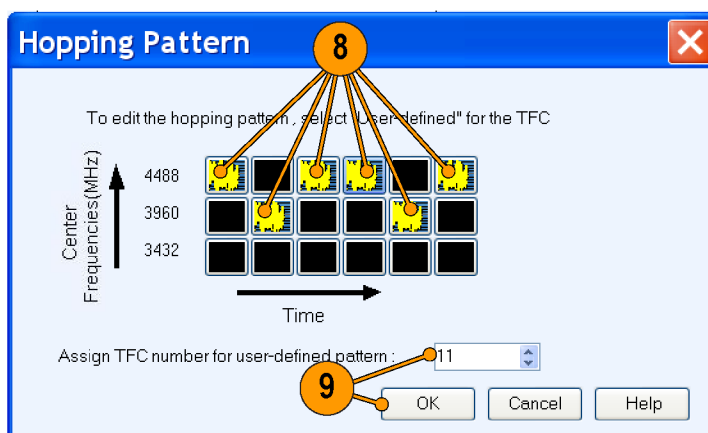 Hopping Pattern
8
To edit the hopping pattern , select "User-defined" for the TFC
Center
Frequencies(MHz)
4488
3960
3432
Time
Assign TFC number for user-defined pattern :
11
9
OK
Cancel
Help